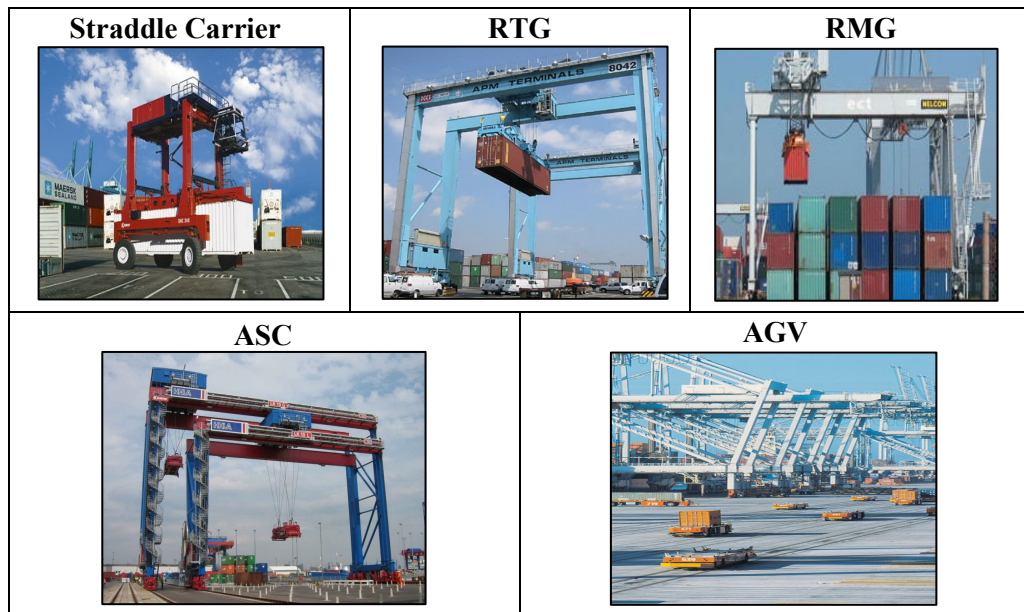 Straddle Carrier
RTG
RMG
MAERSK
SEALAND
APM TERMINALS
8042
APM TERMINALS
ect
NELCON
ASC
AGV
HHLA
HHLA